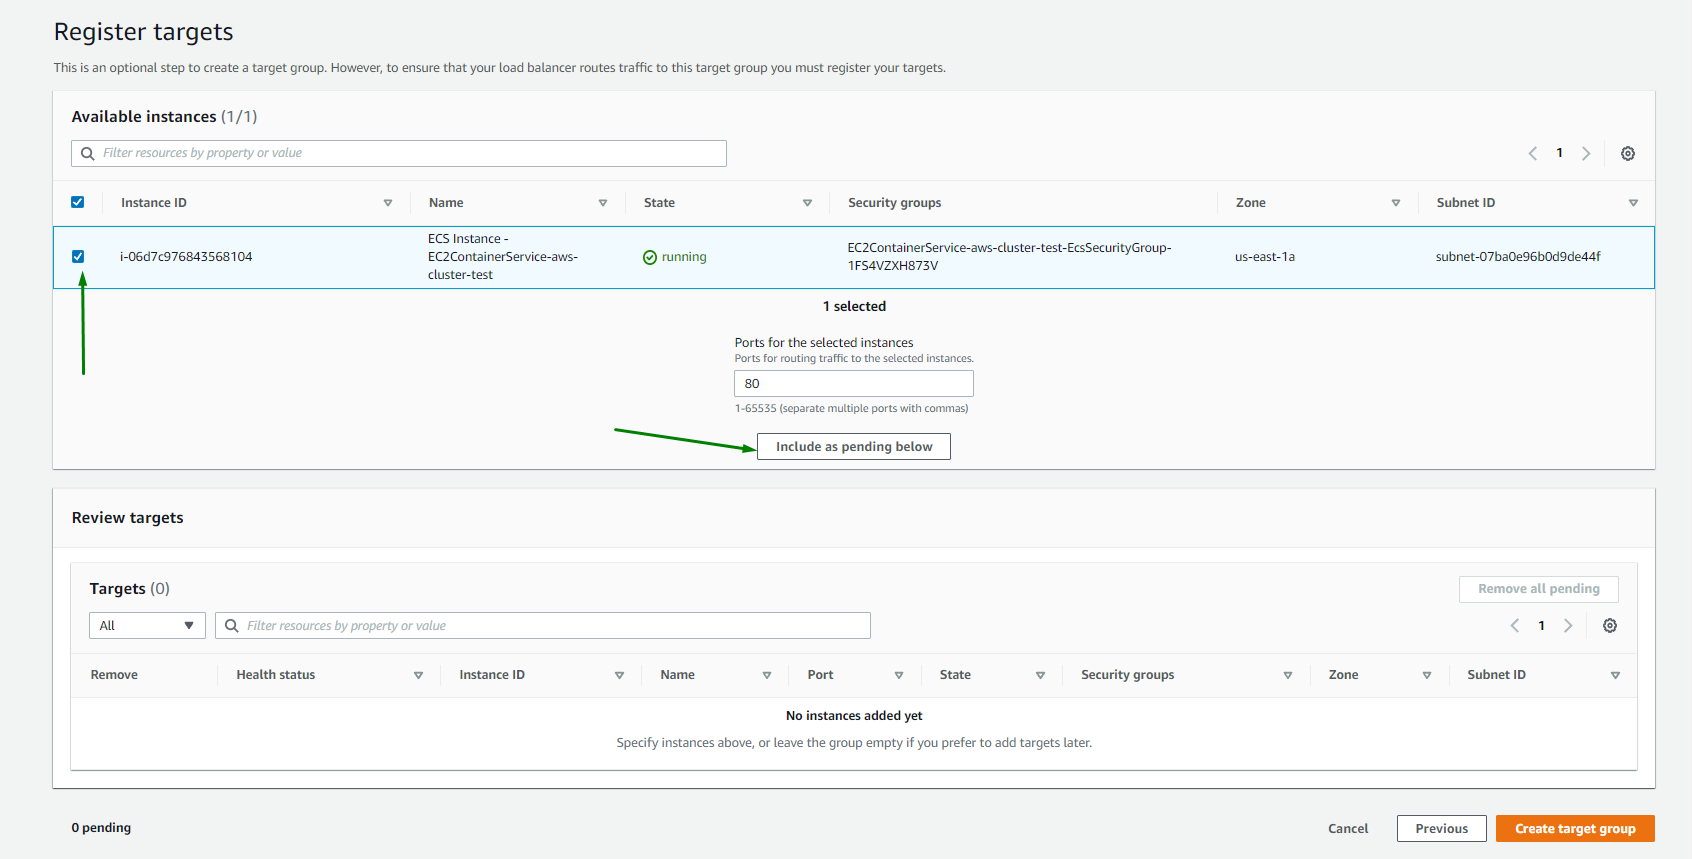 Register targets
This is an optional step to create a target group. However, to ensure that your load balancer routes traffic to this target group you must register your targets.
Available instances (1/1)
Filter resources by property or value
1
Instance ID
Name
State
Security groups
Zone
Subnet ID
i-06d7c976843568104
ECS Instance -
EC2ContainerService-aws-
cluster-test
running
EC2ContainerService-aws-cluster-test-EcsSecurityGroup-
1FS4VZXH873V
us-east-1a
subnet-07ba0e96b0d9de44f
1 selected
Ports for the selected instances
Ports for routing traffic to the selected instances.
80
1-65535 (separate multiple ports with commas)
Include as pending below
Review targets
Targets (0)
Remove all pending
All
Filter resources by property or value
1
Remove
Health status
Instance ID
Name
Port
State
Security groups
Zone
Subnet ID
No instances added yet
Specify instances above, or leave the group empty if you prefer to add targets later.
0 pending
Cancel
Previous
Create target group